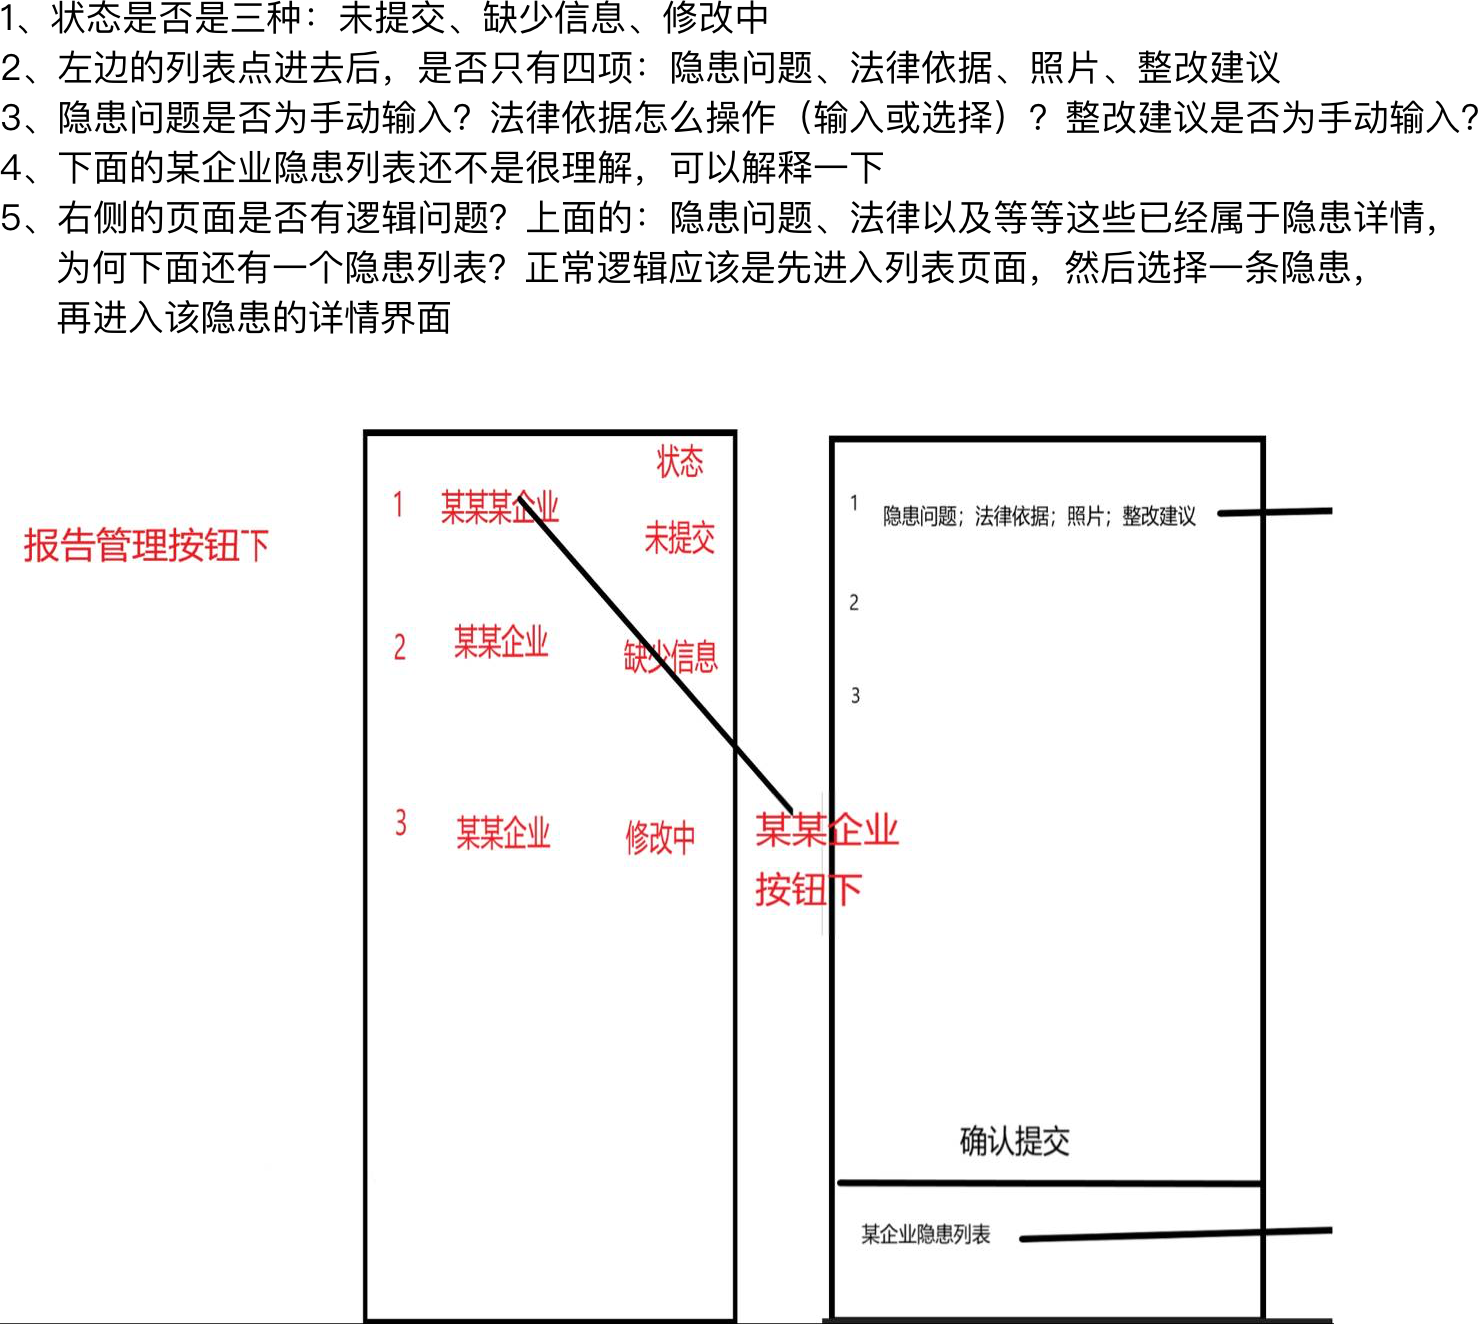 1、状态是否是三种：未提交、缺少信息、修改中
2、左边的列表点进去后，是否只有四项：隐患问题、法律依据、照片、整改建议
3、隐患问题是否为手动输入？法律依据怎么操作（输入或选择）？整改建议是否为手动输入？
4、下面的某企业隐患列表还不是很理解，可以解释一下
5、右侧的页面是否有逻辑问题？上面的：隐患问题、法律以及等等这些已经属于隐患详情，
为何下面还有一个隐患列表？正常逻辑应该是先进入列表页面，然后选择一条隐患，
再进入该隐患的详情界面
报告管理按钮下
状态
1 某某某企业
未提交
2 某某企业 缺少信息
3 某某企业 修改中
某某企业
按钮下
1 隐患问题；法律依据；照片；整改建议
2
3
确认提交
某企业隐患列表